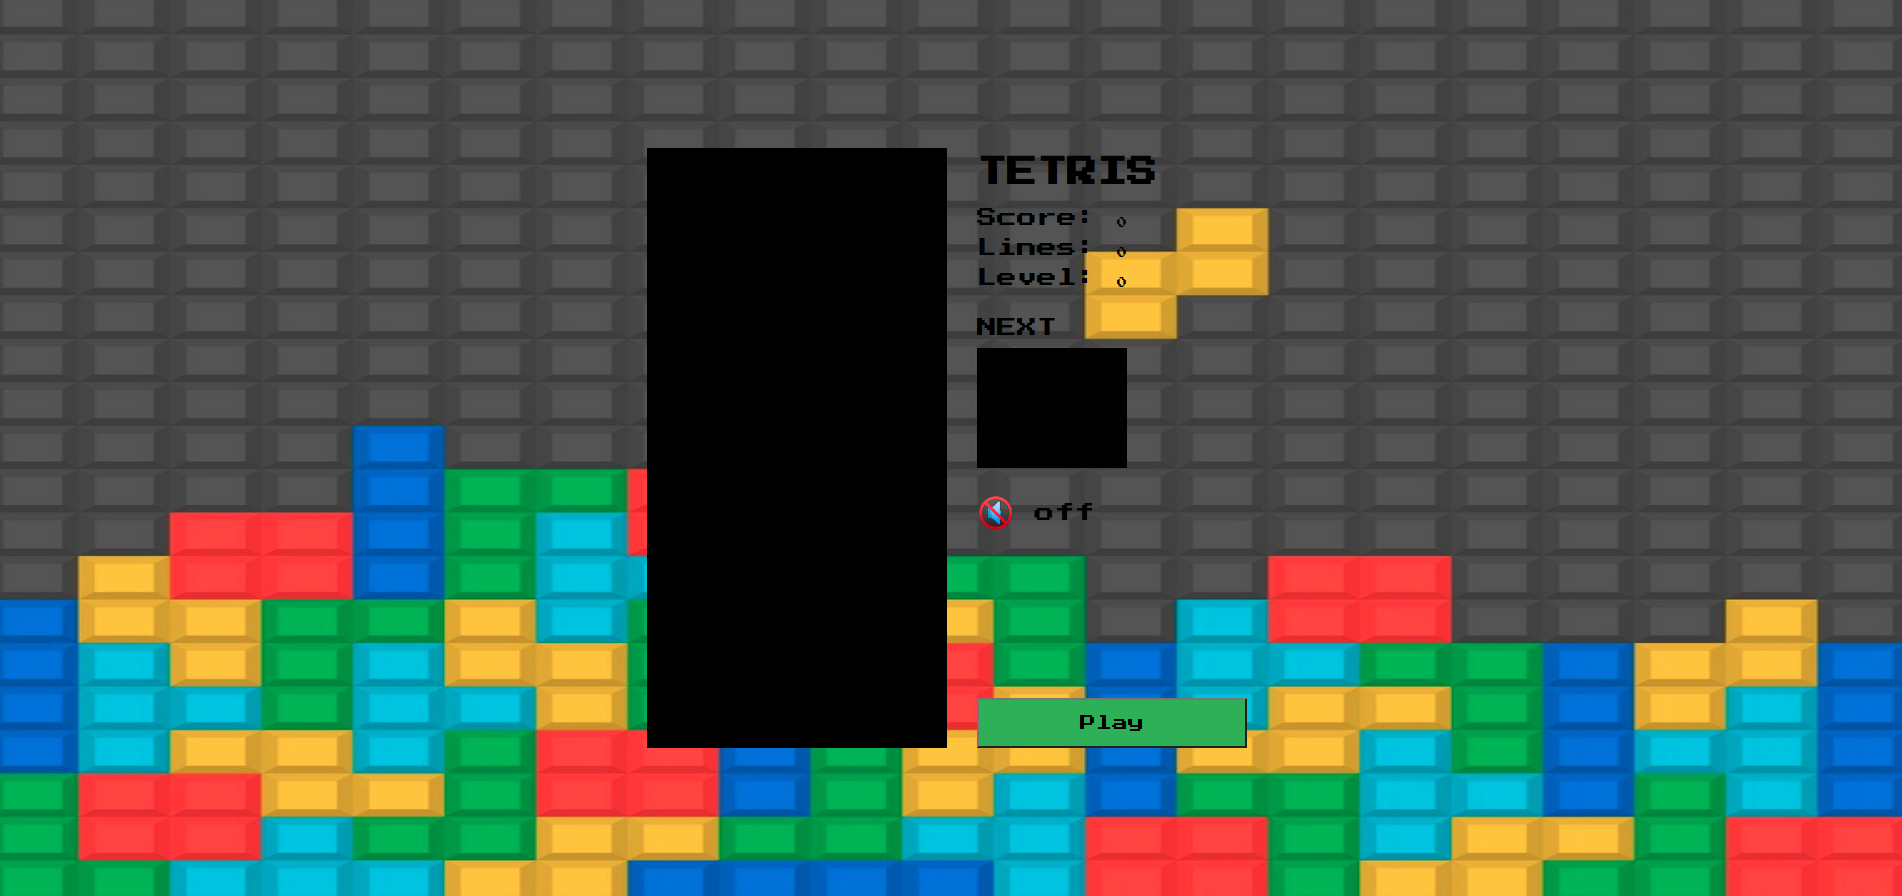 TETRIS
Score: 0
Lines: 0
Level: 0
NEXT
off
Play